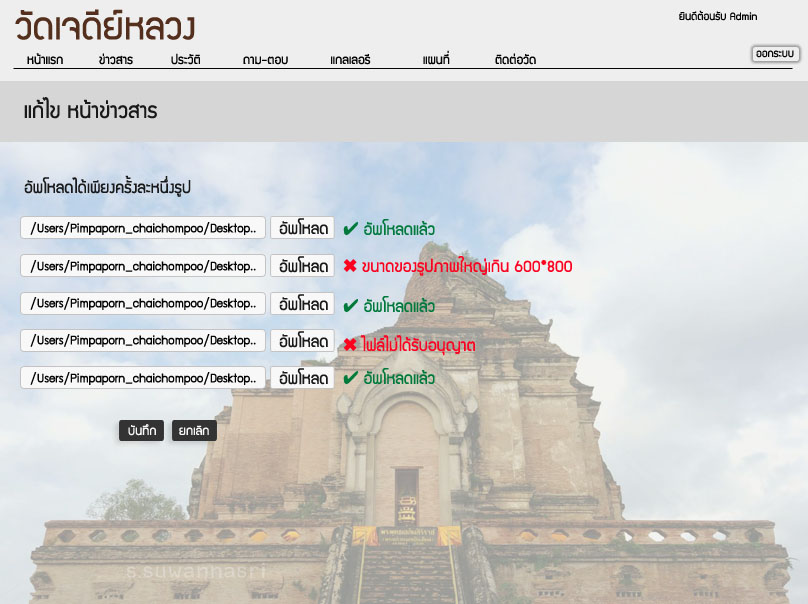 วัดเจดีย์หลวง
ยินดีต้อนรับ Admin
ออกระบบ
หน้าแรก ข่าวสาร ประวัติ ถาม-ตอบ แกลเลอรี แผนที่ ติดต่อวัด
แก้ไข หน้าข่าวสาร
อัพโหลดได้เพียงครั้งละหนึ่งรูป
/Users/Pimpaporn_chaichompoo/Desktop.. อัพโหลด ✔ อัพโหลดแล้ว
/Users/Pimpaporn_chaichompoo/Desktop.. อัพโหลด ✖ ขนาดของรูปภาพใหญ่เกิน 600*800
/Users/Pimpaporn_chaichompoo/Desktop.. อัพโหลด ✔ อัพโหลดแล้ว
/Users/Pimpaporn_chaichompoo/Desktop.. อัพโหลด ✖ ไฟล์ไม่ได้รับอนุญาต
/Users/Pimpaporn_chaichompoo/Desktop.. อัพโหลด ✔ อัพโหลดแล้ว
บันทึก ยกเลิก
s.suwannasri